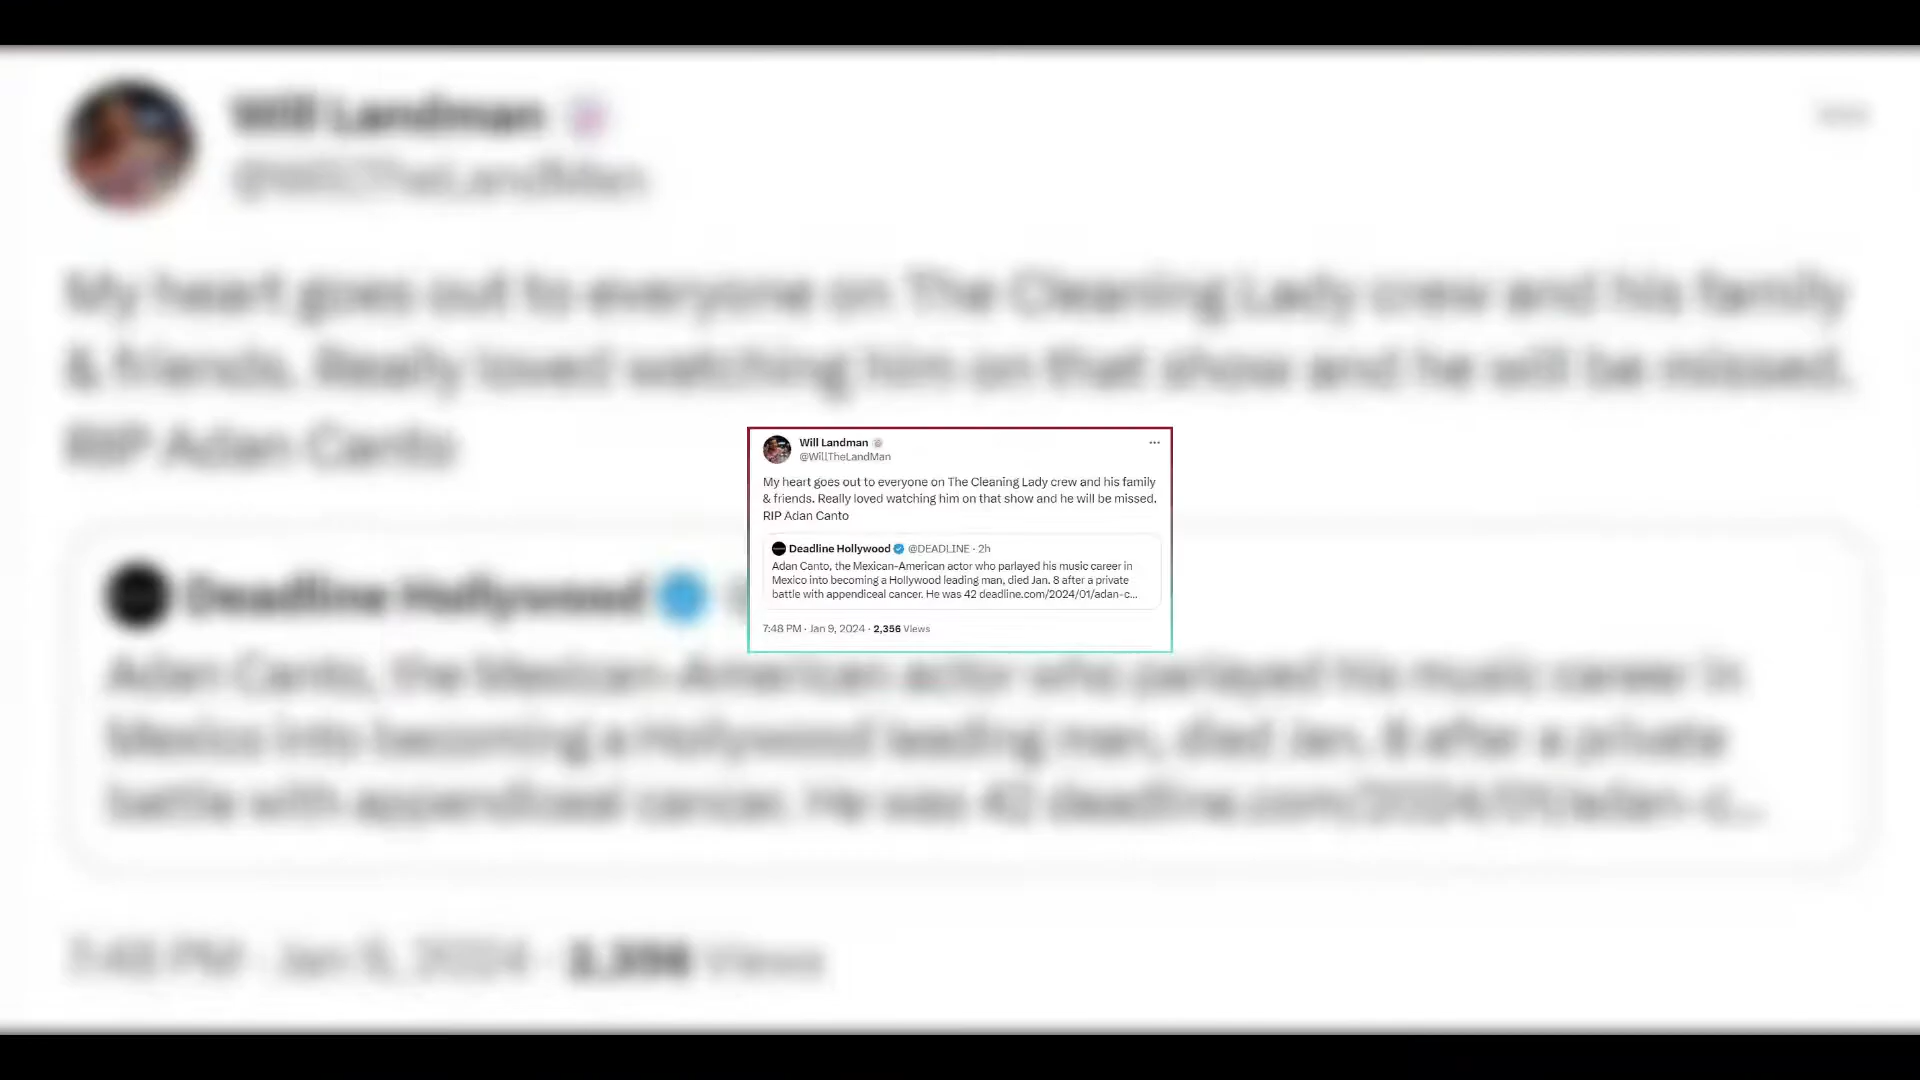 Will Landman
@WillTheLandMan
My heart goes out to everyone on The Cleaning Lady crew and his family
& friends. Really loved watching him on that show and he will be missed.
RIP Adan Canto
Deadline Hollywood @DEADLINE · 2h
Adan Canto, the Mexican-American actor who parlayed his music career in
Mexico into becoming a Hollywood leading man, died Jan. 8 after a private
battle with appendiceal cancer. He was 42 deadline.com/2024/01/adan-c...
7:48 PM · Jan 9, 2024 · 2,356 Views